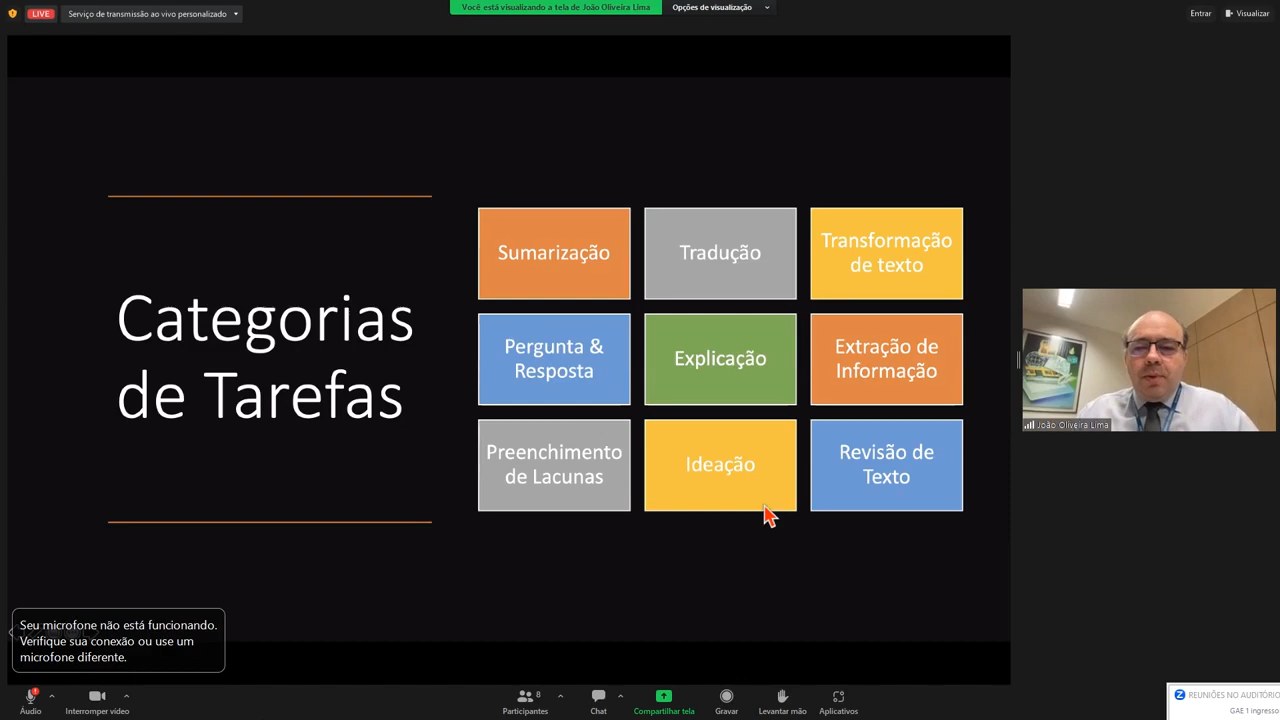 LIVE
Serviço de transmissão ao vivo personalizado
Você está visualizando a tela de João Oliveira Lima
Opções de visualização
Entrar
Visualizar
Categorias
de Tarefas
Sumarização
Tradução
Transformação
de texto
Pergunta &
Resposta
Explicação
Extração de
Informação
Preenchimento
de Lacunas
Ideação
Revisão de
Texto
João Oliveira Lima
Seu microfone não está funcionando.
Verifique sua conexão ou use um
microfone diferente.
Áudio
Interromper vídeo
8
Participantes
Chat
Compartilhar tela
Gravar
Levantar mão
Aplicativos
REUNIÕES NO AUDITÓRIO
GAE 1 ingresso